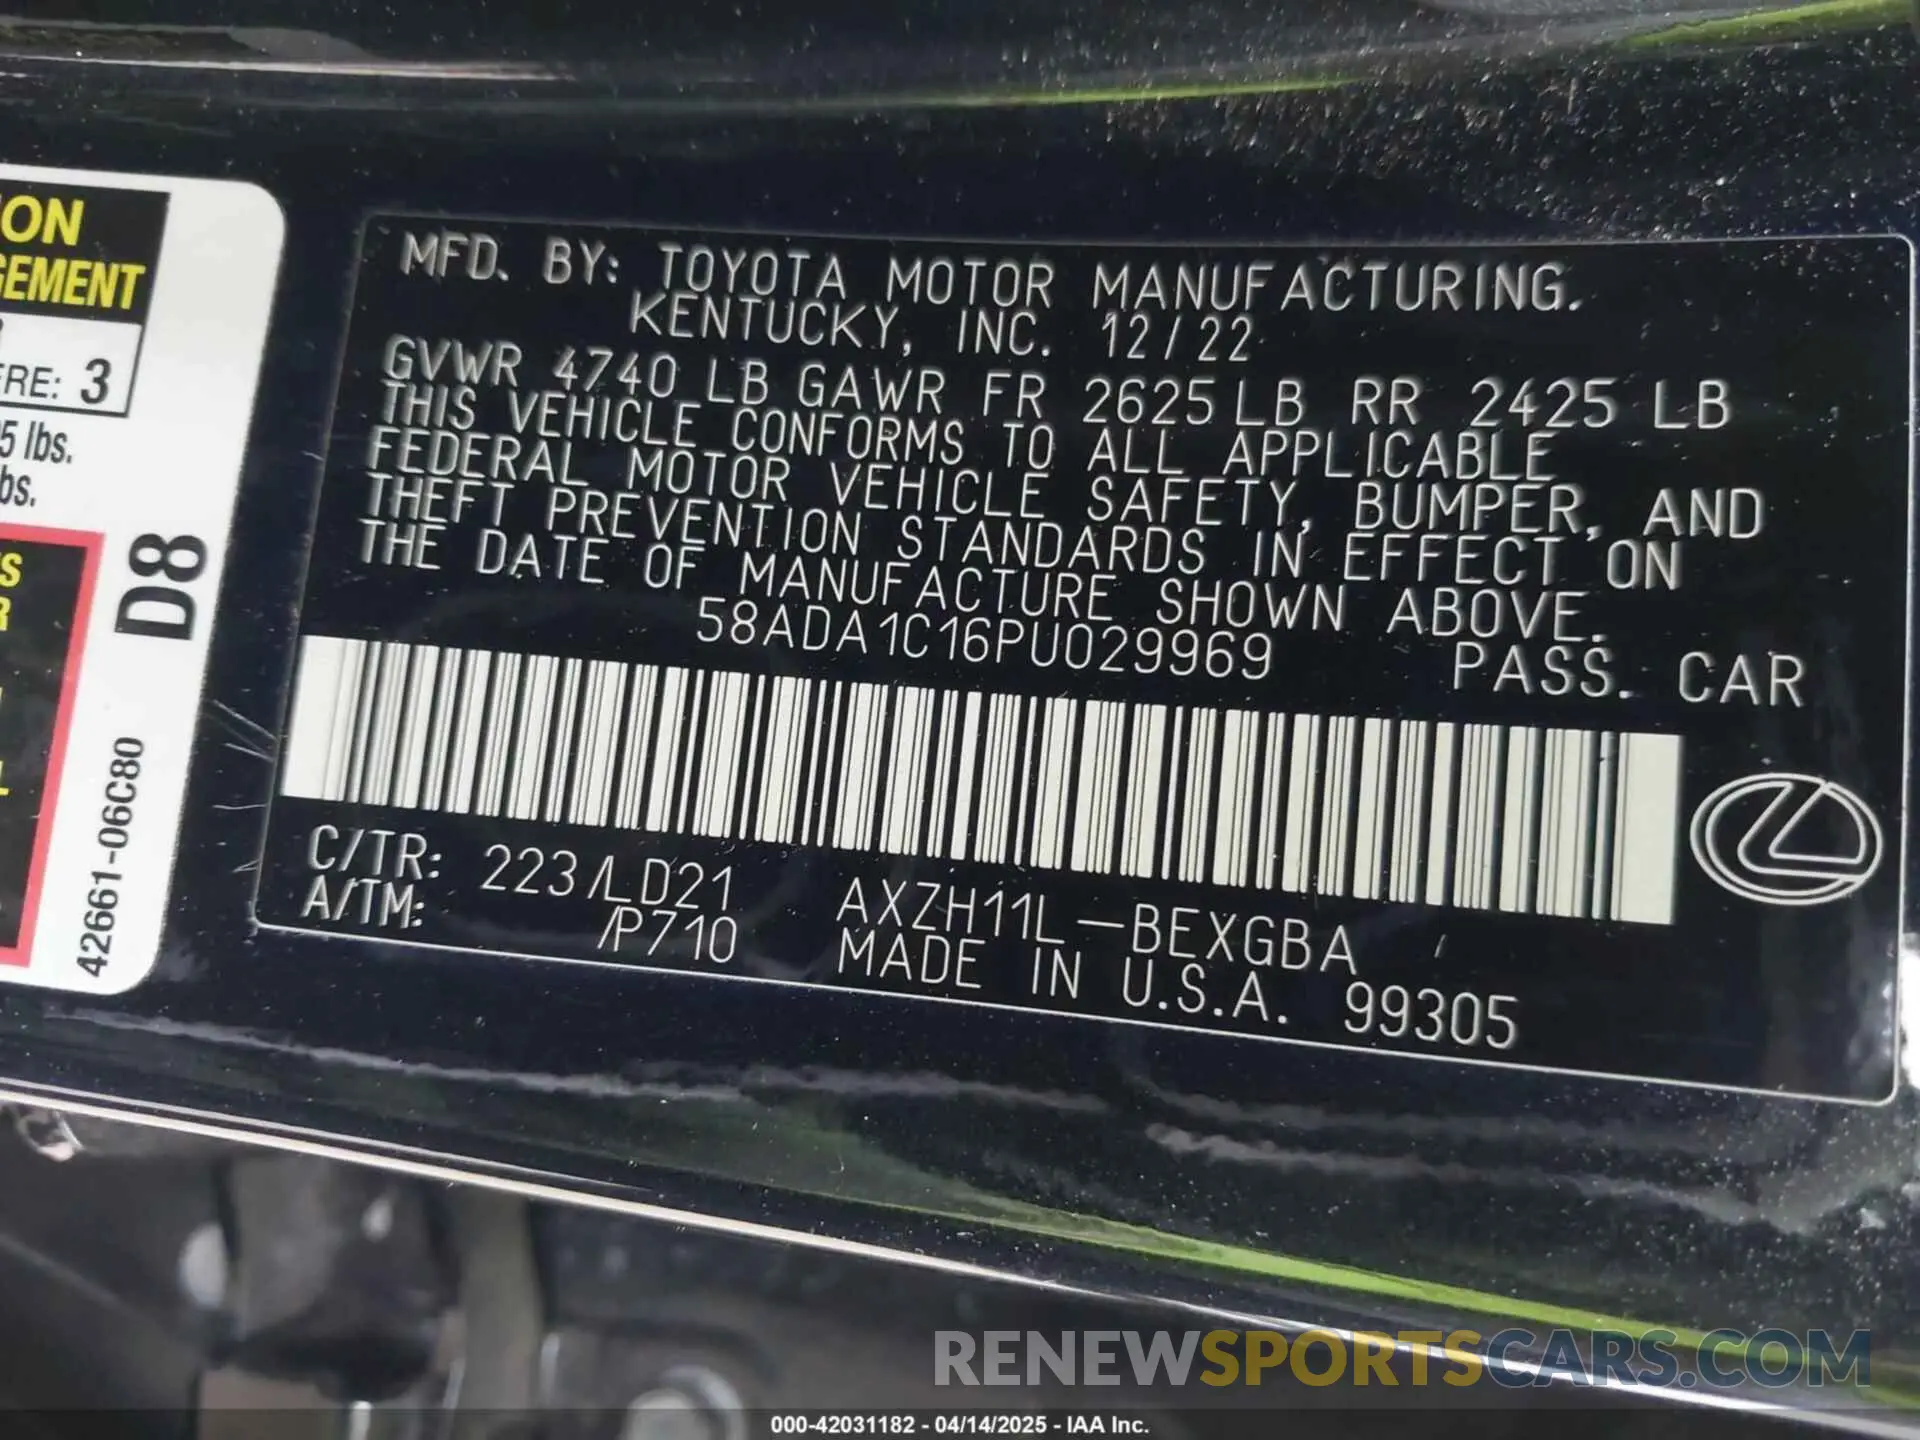 ION
GEMENT
ERE: 3
5 lbs.
bs.
S
R
L
D8
42661-06C80
MFD. BY: TOYOTA MOTOR MANUFACTURING.
KENTUCKY, INC. 12/22
GVWR 4740 LB GAWR FR 2625 LB RR 2425 LB
THIS VEHICLE CONFORMS TO ALL APPLICABLE
FEDERAL MOTOR VEHICLE SAFETY, BUMPER, AND
THEFT PREVENTION STANDARDS IN EFFECT ON
THE DATE OF MANUFACTURE SHOWN ABOVE.
58ADA1C16PU029969 PASS. CAR
C/TR: 223/LD21 AXZH11L-BEXGBA
A/TM: /P710 MADE IN U.S.A. 99305
RENEWSPORTSCARS.COM
000-42031182 - 04/14/2025 - IAA Inc.